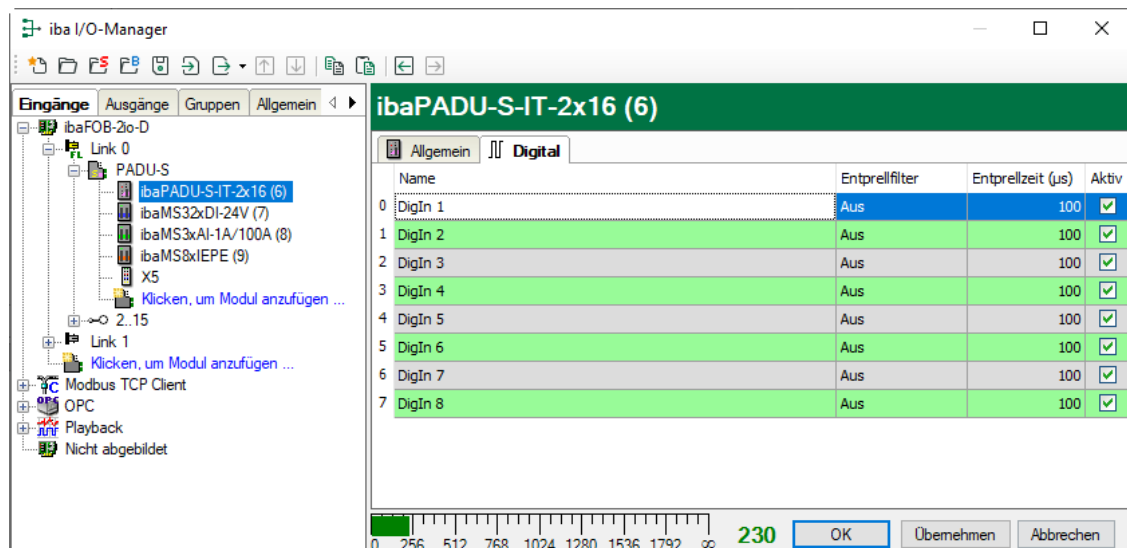 iba I/O-Manager
Eingänge Ausgänge Gruppen Allgemein
ibaFOB-2io-D
Link 0
PADU-S
ibaPADU-S-IT-2x16 (6)
ibaMS32xDI-24V (7)
ibaMS3xAI-1A/100A (8)
ibaMS8xIEPE (9)
X5
Klicken, um Modul anzufügen ...
2..15
Link 1
Klicken, um Modul anzufügen ...
Modbus TCP Client
OPC
Playback
Nicht abgebildet
ibaPADU-S-IT-2x16 (6)
Allgemein Digital
Name Entprellfilter Entprellzeit (µs) Aktiv
0 DigIn 1 Aus 100
1 DigIn 2 Aus 100
2 DigIn 3 Aus 100
3 DigIn 4 Aus 100
4 DigIn 5 Aus 100
5 DigIn 6 Aus 100
6 DigIn 7 Aus 100
7 DigIn 8 Aus 100
0 256 512 768 1024 1280 1536 1792 ∞ 230 OK Übernehmen Abbrechen